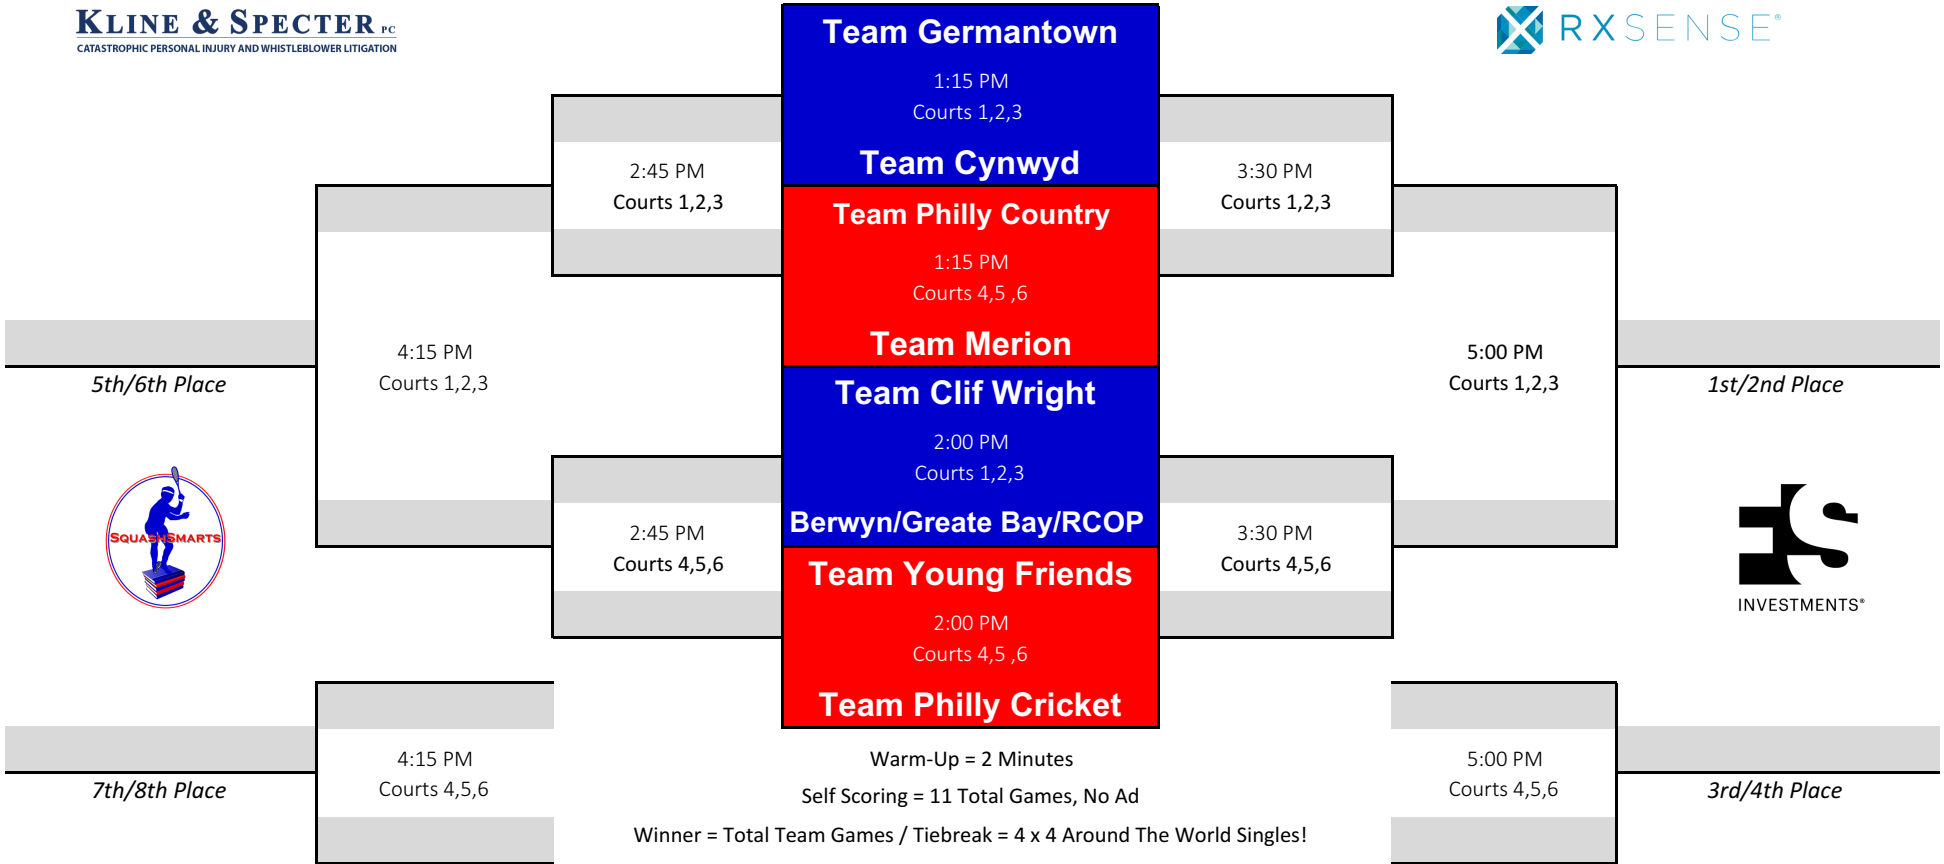 KLINE & SPECTER PC
CATASTROPHIC PERSONAL INJURY AND WHISTLEBLOWER LITIGATION
RXSENSE®
Team Germantown
1:15 PM
Courts 1,2,3
Team Cynwyd
2:45 PM
Courts 1,2,3
3:30 PM
Courts 1,2,3
Team Philly Country
1:15 PM
Courts 4,5 ,6
Team Merion
4:15 PM
Courts 1,2,3
5th/6th Place
5:00 PM
Courts 1,2,3
1st/2nd Place
Team Clif Wright
2:00 PM
Courts 1,2,3
Berwyn/Greate Bay/RCOP
SQUASHSMARTS
2:45 PM
Courts 4,5,6
3:30 PM
Courts 4,5,6
FS
INVESTMENTS®
Team Young Friends
2:00 PM
Courts 4,5 ,6
Team Philly Cricket
4:15 PM
Courts 4,5,6
7th/8th Place
5:00 PM
Courts 4,5,6
3rd/4th Place
Warm-Up = 2 Minutes
Self Scoring = 11 Total Games, No Ad
Winner = Total Team Games / Tiebreak = 4 x 4 Around The World Singles!